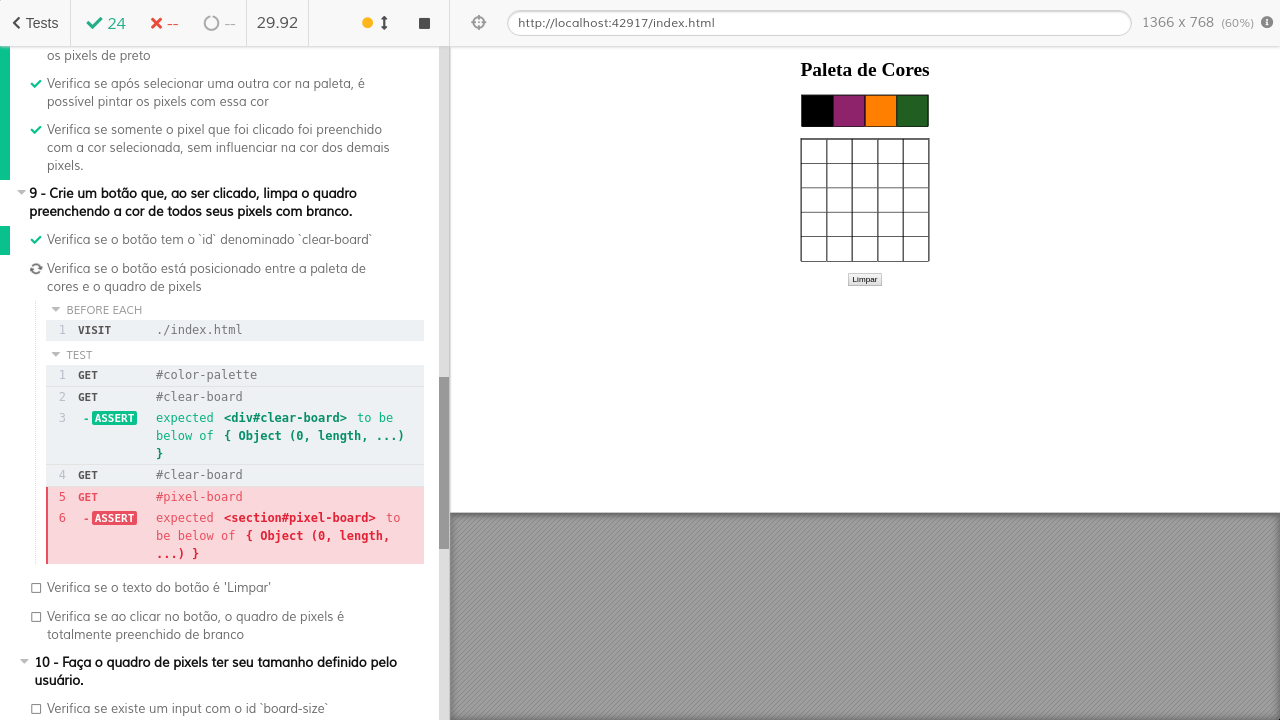 Tests
24
--
--
29.92
http://localhost:42917/index.html
1366 x 768 (60%)
os pixels de preto
Verifica se após selecionar uma outra cor na paleta, é
possível pintar os pixels com essa cor
Verifica se somente o pixel que foi clicado foi preenchido
com a cor selecionada, sem influenciar na cor dos demais
pixels.
9 - Crie um botão que, ao ser clicado, limpa o quadro
preenchendo a cor de todos seus pixels com branco.
Verifica se o botão tem o `id` denominado `clear-board`
Verifica se o botão está posicionado entre a paleta de
cores e o quadro de pixels
BEFORE EACH
1 VISIT ./index.html
TEST
1 GET #color-palette
2 GET #clear-board
3 -ASSERT expected <div#clear-board> to be
below of { Object (0, length, ...)
}
4 GET #clear-board
5 GET #pixel-board
6 -ASSERT expected <section#pixel-board> to
be below of { Object (0, length,
...) }
Verifica se o texto do botão é 'Limpar'
Verifica se ao clicar no botão, o quadro de pixels é
totalmente preenchido de branco
10 - Faça o quadro de pixels ter seu tamanho definido pelo
usuário.
Verifica se existe um input com o id `board-size`
Paleta de Cores
Limpar